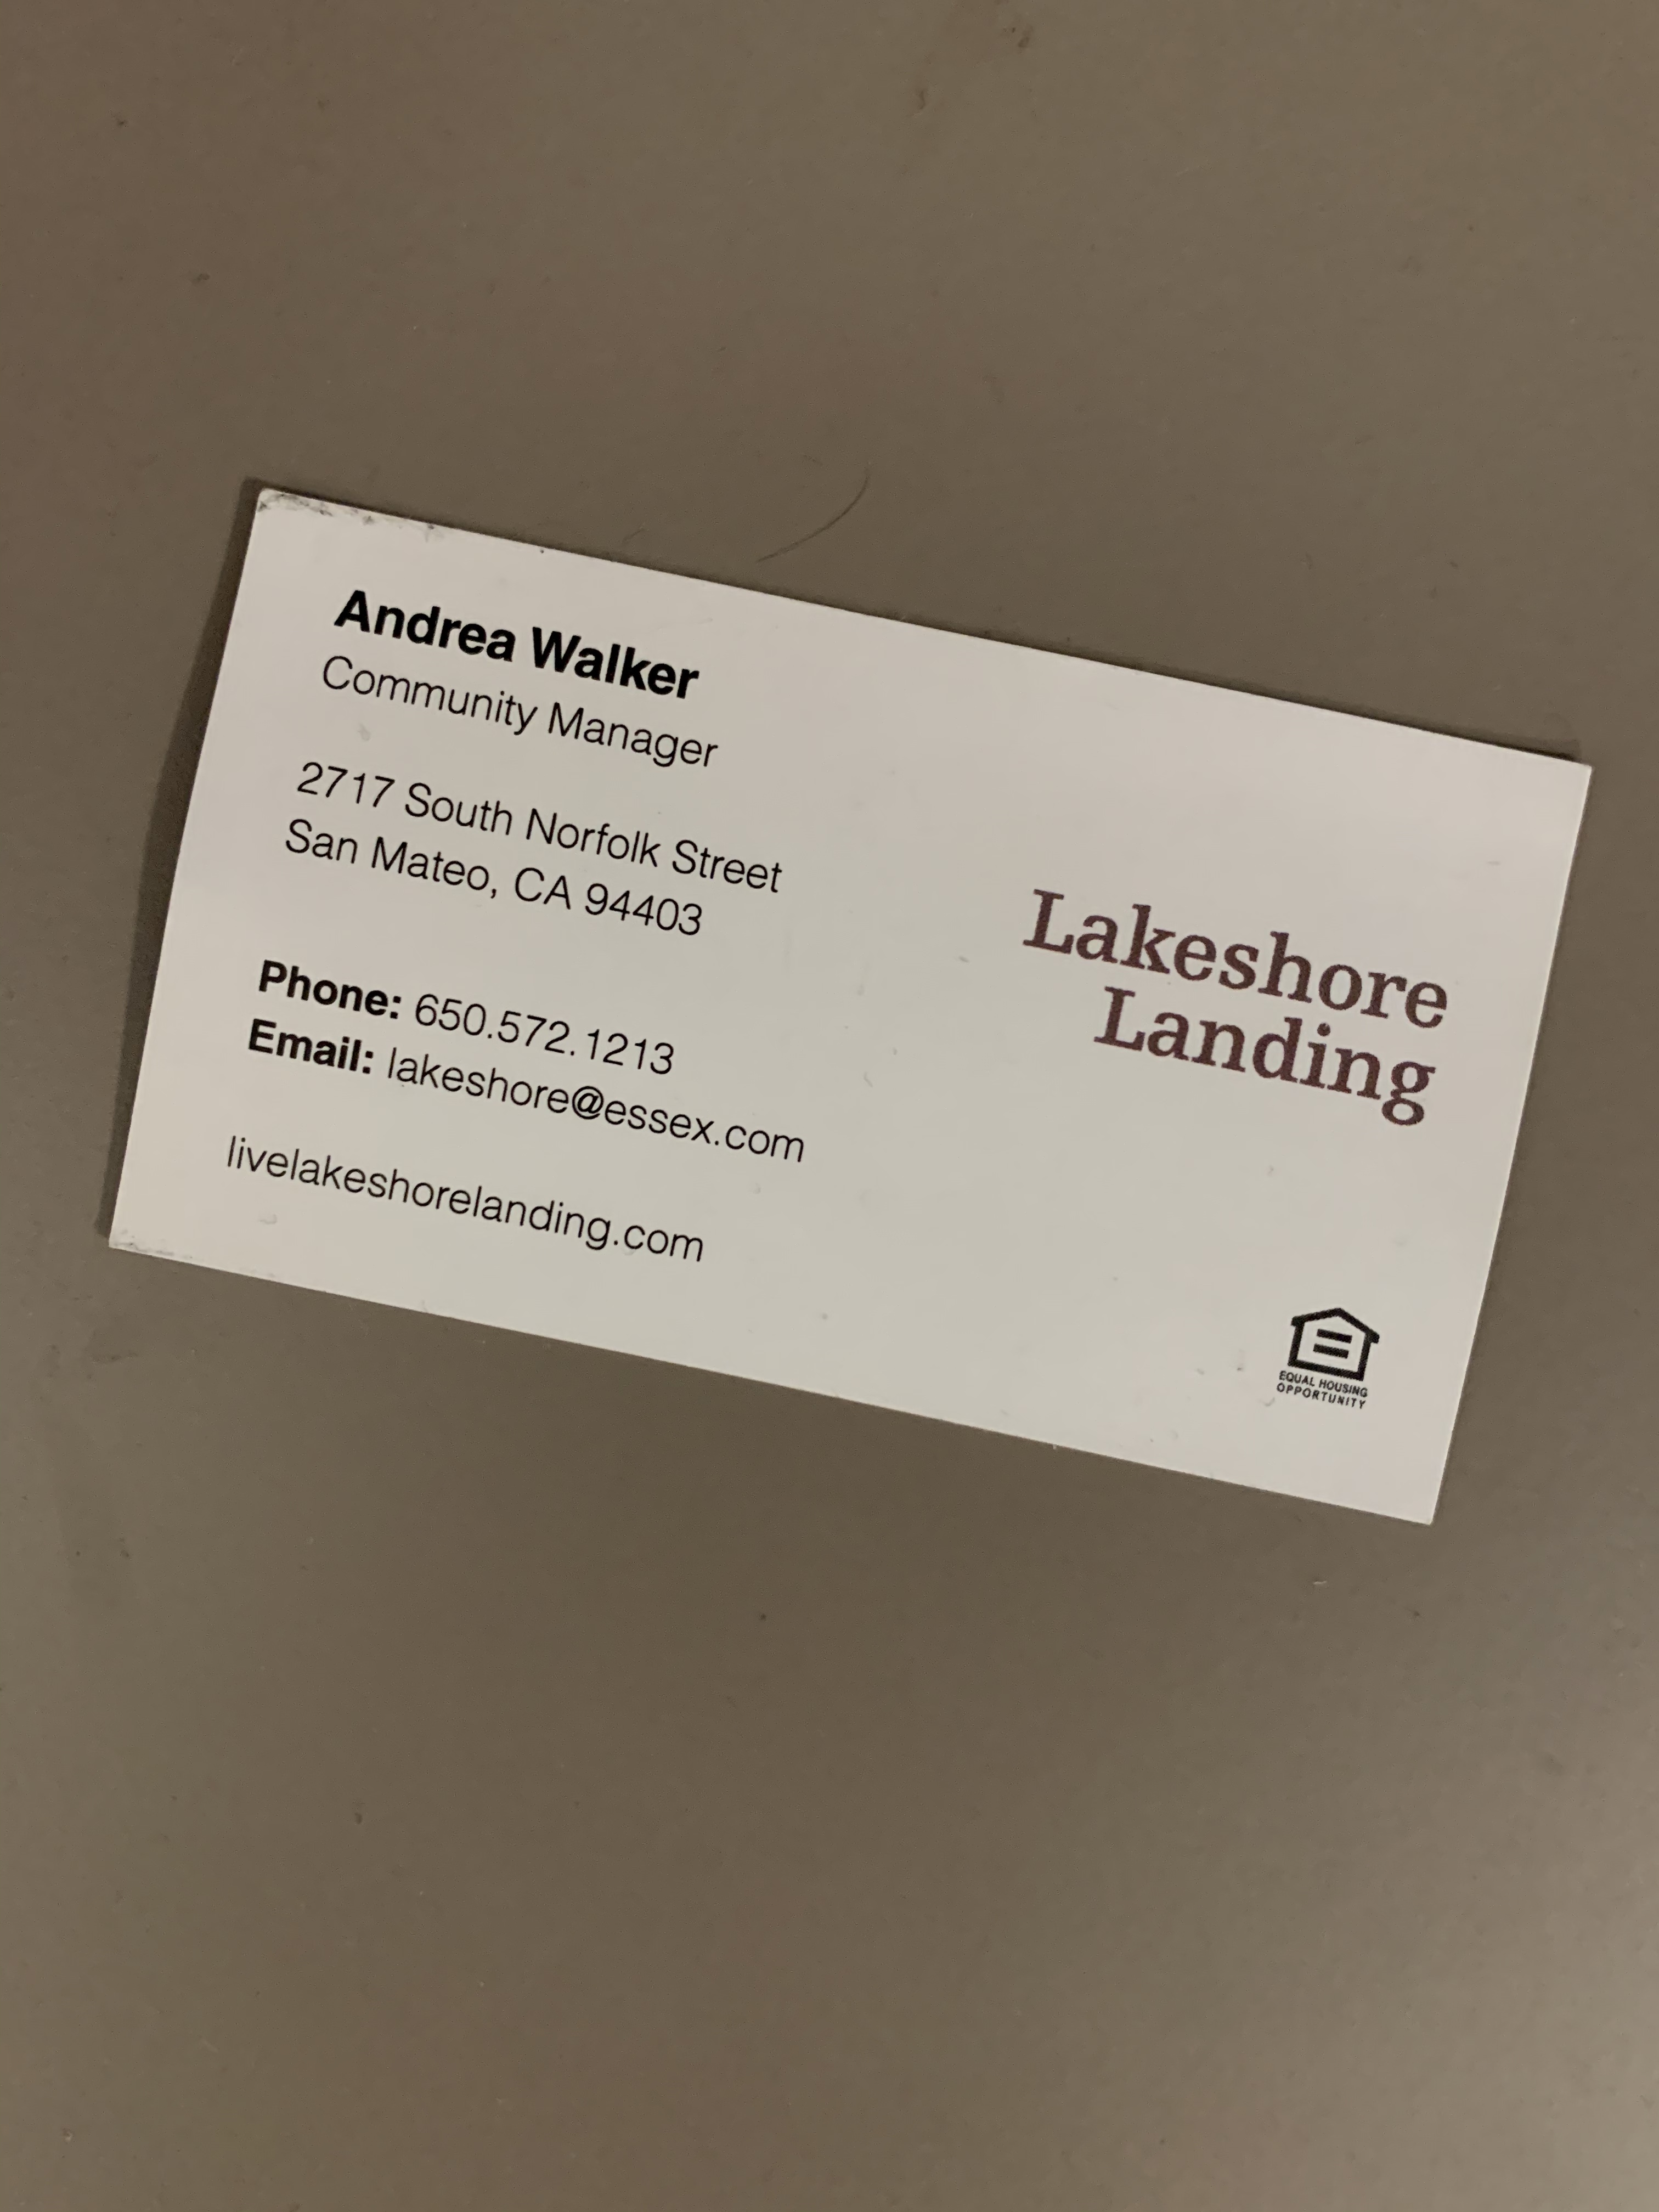 Andrea Walker
Community Manager
2717 South Norfolk Street
San Mateo, CA 94403
Phone: 650.572.1213
Email: lakeshore@essex.com
livelakeshorelanding.com
Lakeshore
Landing
EQUAL HOUSING
OPPORTUNITY